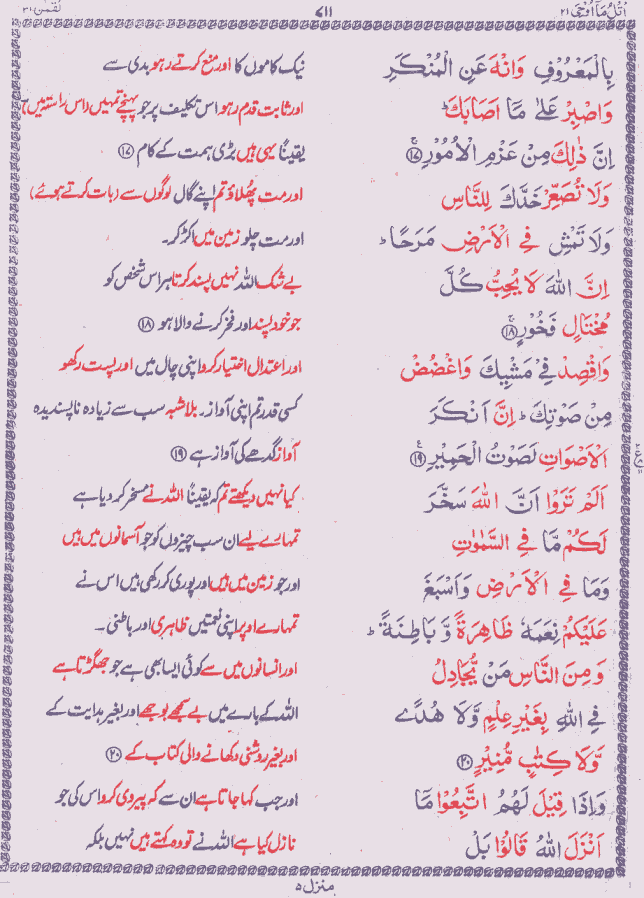 اُتْلُ مَاۤ اُوْحِیَ ۲۱
۷۱۱
لُقْمٰن ۳۱
بِالْمَعْرُوْفِ وَانْهَ عَنِ الْمُنْكَرِ
نیک کاموں کا اور منع کرتے رہو بدی سے
وَاصْبِرْ عَلٰی مَاۤ اَصَابَكَ ؕ
اور ثابت قدم رہو اس تکلیف پر جو پہنچے تمہیں (اس راستہ میں)
اِنَّ ذٰلِكَ مِنْ عَزْمِ الْاُمُوْرِ ۚ ﴿۱۷﴾
یقیناً یہی ہیں بڑی ہمت کے کام ﴿۱۷﴾
وَلَا تُصَعِّرْ خَدَّكَ لِلنَّاسِ
اور مت پُھلاؤ تم اپنے گال لوگوں سے (بات کرتے ہوئے)
وَلَا تَمْشِ فِی الْاَرْضِ مَرَحًا ؕ
اور مت چلو زمین میں اکڑ کر۔
اِنَّ اللّٰهَ لَا یُحِبُّ كُلَّ
بے شک اللہ نہیں پسند کرتا ہر اس شخص کو
مُخْتَالٍ فَخُوْرٍ ۚ ﴿۱۸﴾
جو خود پسند اور فخر کرنے والا ہو ﴿۱۸﴾
وَاقْصِدْ فِیْ مَشْیِكَ وَاغْضُضْ
اور اعتدال اختیار کرو اپنی چال میں اور پست رکھو
مِنْ صَوْتِكَ ؕ اِنَّ اَنْكَرَ
کسی قدر تم اپنی آواز۔ بلا شبہ سب سے زیادہ ناپسندیدہ
الْاَصْوَاتِ لَصَوْتُ الْحَمِیْرِ ۧ ﴿۱۹﴾
آواز گدھے کی آواز ہے ﴿۱۹﴾
اَلَمْ تَرَوْا اَنَّ اللّٰهَ سَخَّرَ
کیا نہیں دیکھتے تم کہ یقیناً اللہ نے مسخر کر دیا ہے
لَكُمْ مَّا فِی السَّمٰوٰتِ
تمہارے لیے ان سب چیزوں کو جو آسمانوں میں ہیں
وَمَا فِی الْاَرْضِ وَاَسْبَغَ
اور جو زمین میں ہیں اور پوری کر رکھی ہیں اس نے
عَلَیْكُمْ نِعَمَهٗ ظَاهِرَةً وَّ بَاطِنَةً ؕ
تمہارے اوپر اپنی نعمتیں ظاہری اور باطنی۔
وَمِنَ النَّاسِ مَنْ یُّجَادِلُ
اور انسانوں میں سے کوئی ایسا بھی ہے جو جھگڑتا ہے
فِی اللّٰهِ بِغَیْرِ عِلْمٍ وَّلَا هُدًی
اللہ کے بارے میں بے سمجھے بوجھے اور بغیر ہدایت کے
وَّلَا كِتٰبٍ مُّنِیْرٍ ﴿۲۰﴾
اور بغیر روشنی دکھانے والی کتاب کے ﴿۲۰﴾
وَاِذَا قِیْلَ لَهُمُ اتَّبِعُوْا مَاۤ
اور جب کہا جاتا ہے ان سے کہ پیروی کرو اس کی جو
اَنْزَلَ اللّٰهُ قَالُوْا بَلْ
نازل کیا ہے اللہ نے تو وہ کہتے ہیں نہیں بلکہ
منزل ۵